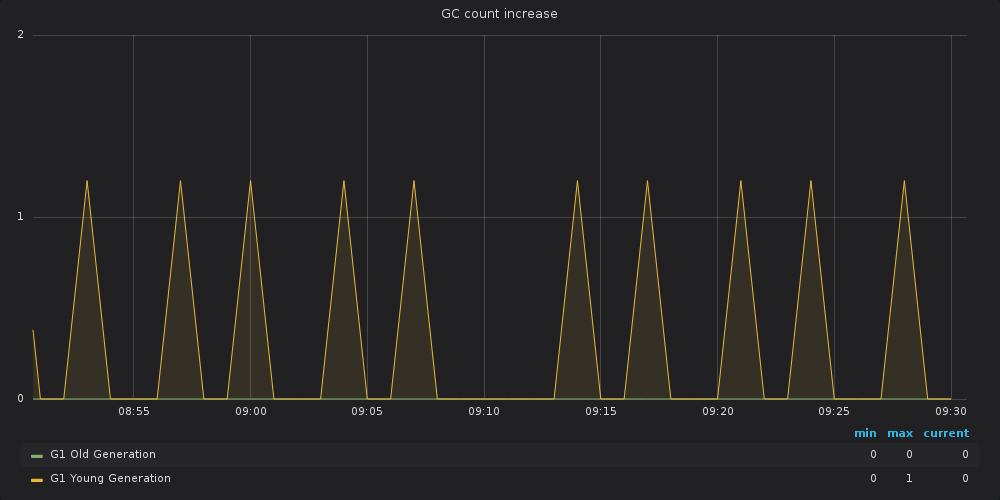 GC count increase
2
1
0
08:55 09:00 09:05 09:10 09:15 09:20 09:25 09:30
min max current
G1 Old Generation 0 0 0
G1 Young Generation 0 1 0